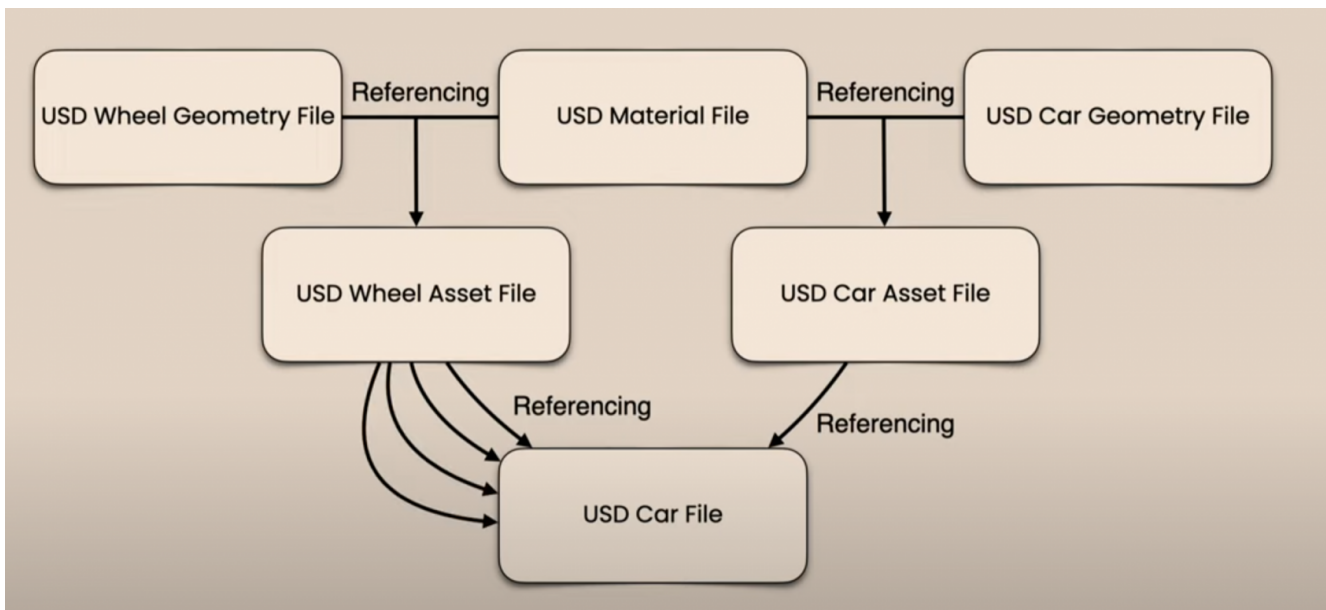 Referencing
Referencing
USD Wheel Geometry File
USD Material File
USD Car Geometry File
USD Wheel Asset File
USD Car Asset File
Referencing
Referencing
USD Car File